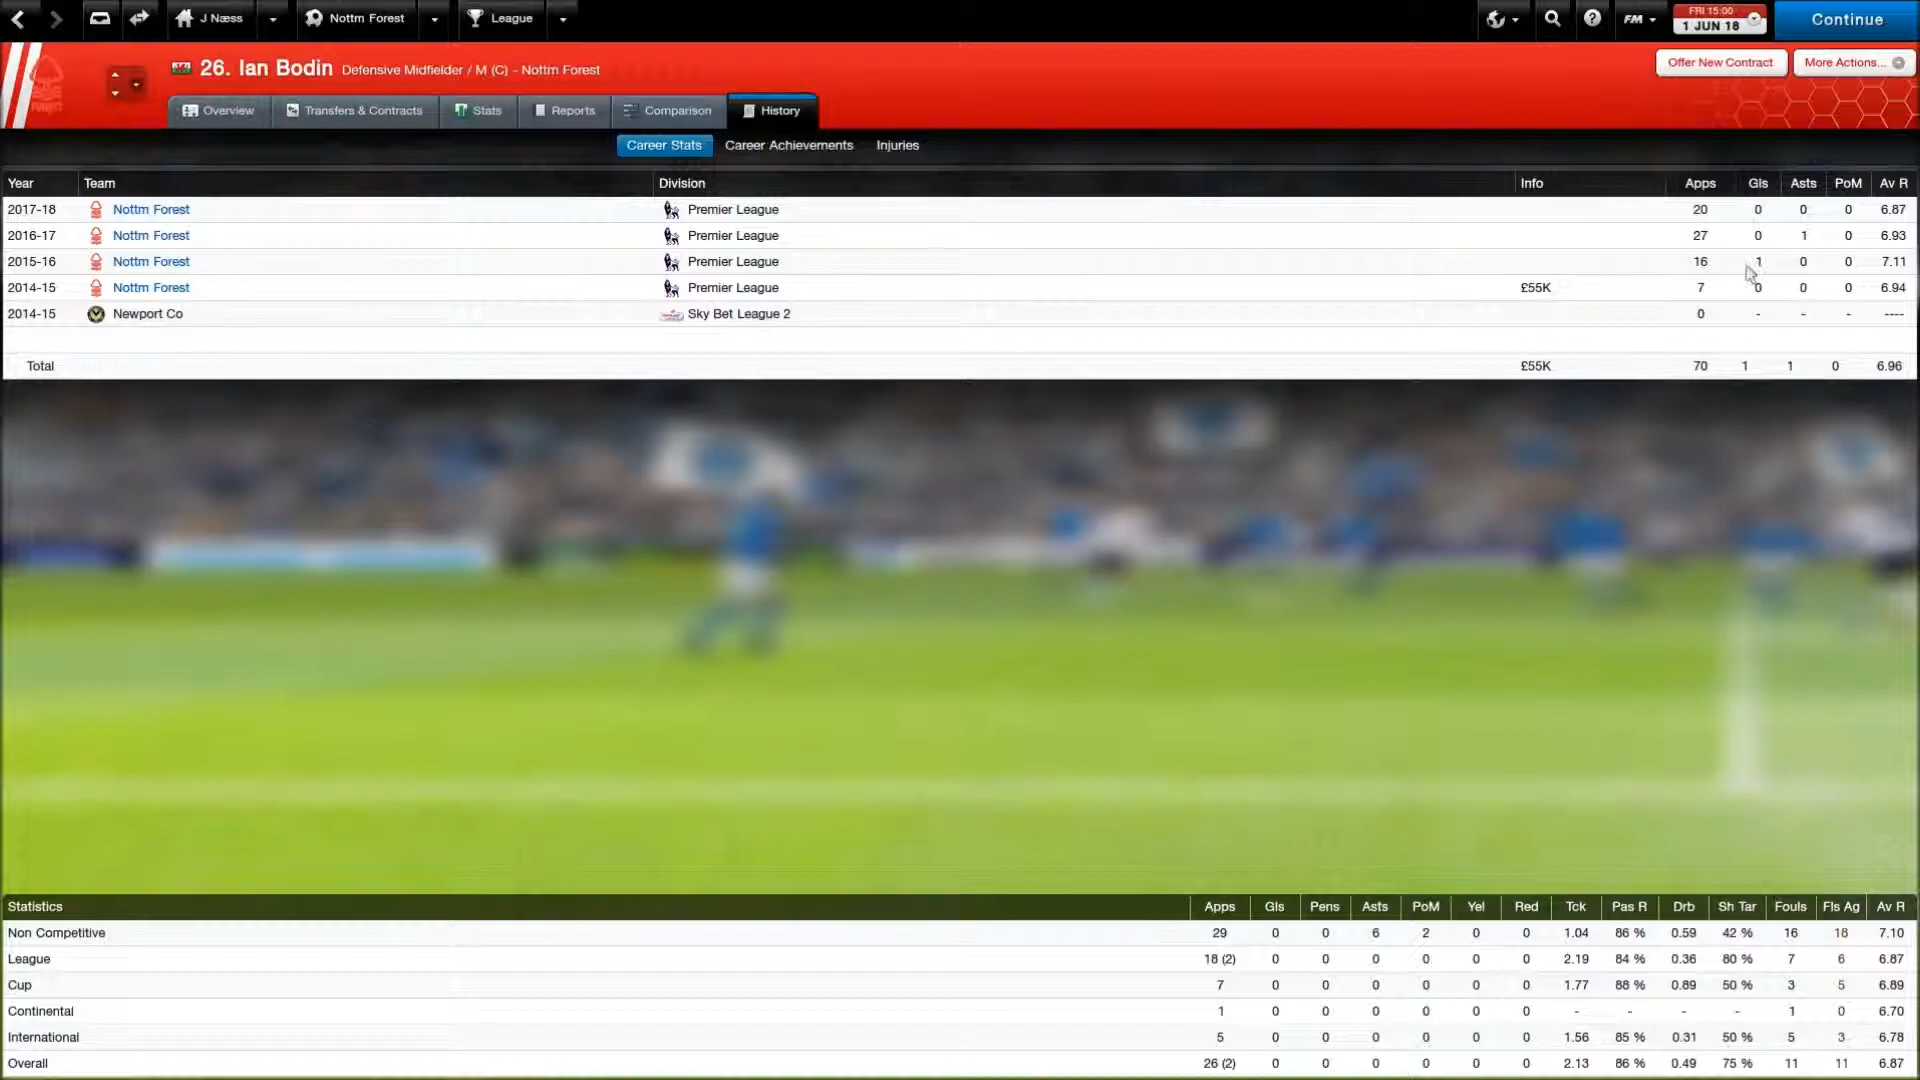 J Næss Nottm Forest League FM FRI 15:00 1 JUN 18 Continue
26. Ian Bodin Defensive Midfielder / M (C) - Nottm Forest Offer New Contract More Actions...
Overview Transfers & Contracts Stats Reports Comparison History
Career Stats Career Achievements Injuries
Year Team Division Info Apps Gls Asts PoM Av R
2017-18 Nottm Forest Premier League 20 0 0 0 6.87
2016-17 Nottm Forest Premier League 27 0 1 0 6.93
2015-16 Nottm Forest Premier League 16 1 0 0 7.11
2014-15 Nottm Forest Premier League £55K 7 0 0 0 6.94
2014-15 Newport Co Sky Bet League 2 0 - - - ----
Total £55K 70 1 1 0 6.96
Statistics Apps Gls Pens Asts PoM Yel Red Tck Pas R Drb Sh Tar Fouls Fls Ag Av R
Non Competitive 29 0 0 6 2 0 0 1.04 86 % 0.59 42 % 16 18 7.10
League 18 (2) 0 0 0 0 0 0 2.19 84 % 0.36 80 % 7 6 6.87
Cup 7 0 0 0 0 0 0 1.77 88 % 0.89 50 % 3 5 6.89
Continental 1 0 0 0 0 0 0 - - - - 1 0 6.70
International 5 0 0 0 0 0 0 1.56 85 % 0.31 50 % 5 3 6.78
Overall 26 (2) 0 0 0 0 0 0 2.13 86 % 0.49 75 % 11 11 6.87